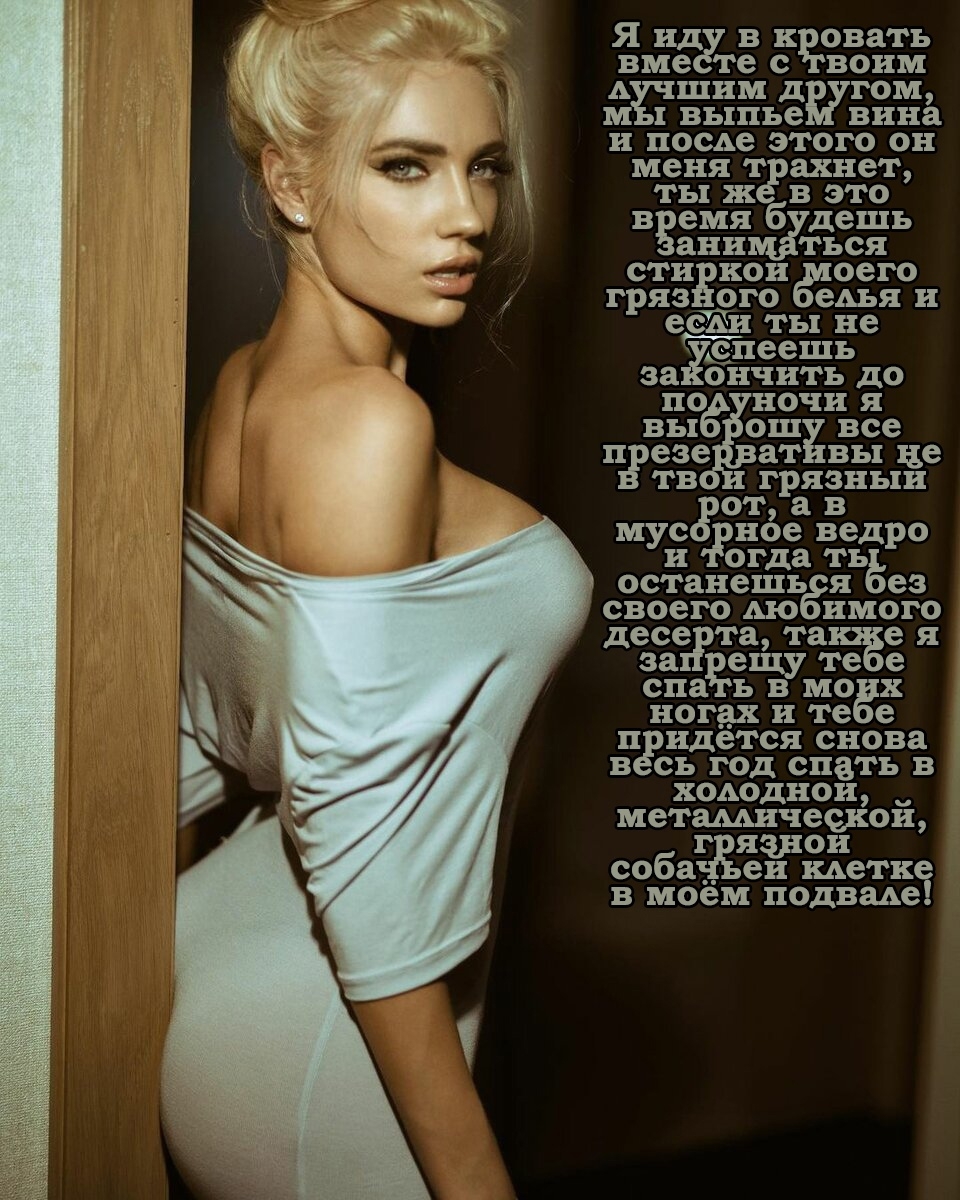 Я иду в кровать
вместе с твоим
лучшим другом,
мы выпьем вина
и после этого он
меня трахнет,
ты же в это
время будешь
заниматься
стиркой моего
грязного белья и
если ты не
успеешь
закончить до
полуночи я
выброшу все
презервативы не
в твой грязный
рот, а в
мусорное ведро
и тогда ты
останешься без
своего любимого
десерта, также я
запрещу тебе
спать в моих
ногах и тебе
придётся снова
весь год спать в
холодной,
металлической,
грязной
собачьей клетке
в моём подвале!